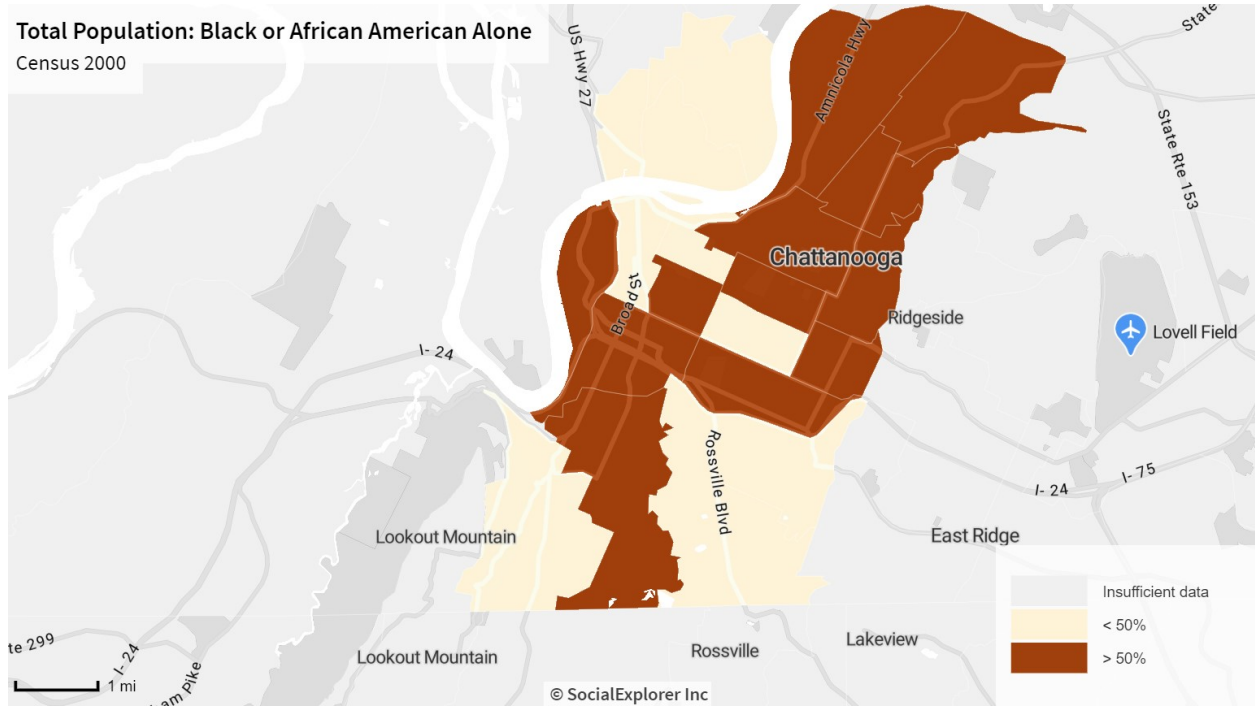 Total Population: Black or African American Alone
Census 2000
US Hwy 27
Amnicola Hwy
State
State Rte 153
Chattanooga
Broad St
Ridgeside
Lovell Field
I- 24
Rossville Blvd
I- 75
I- 24
Lookout Mountain
East Ridge
Insufficient data
< 50%
> 50%
te 299
I- 24
Lookout Mountain
Rossville
Lakeview
1 mi
am Pike
© SocialExplorer Inc